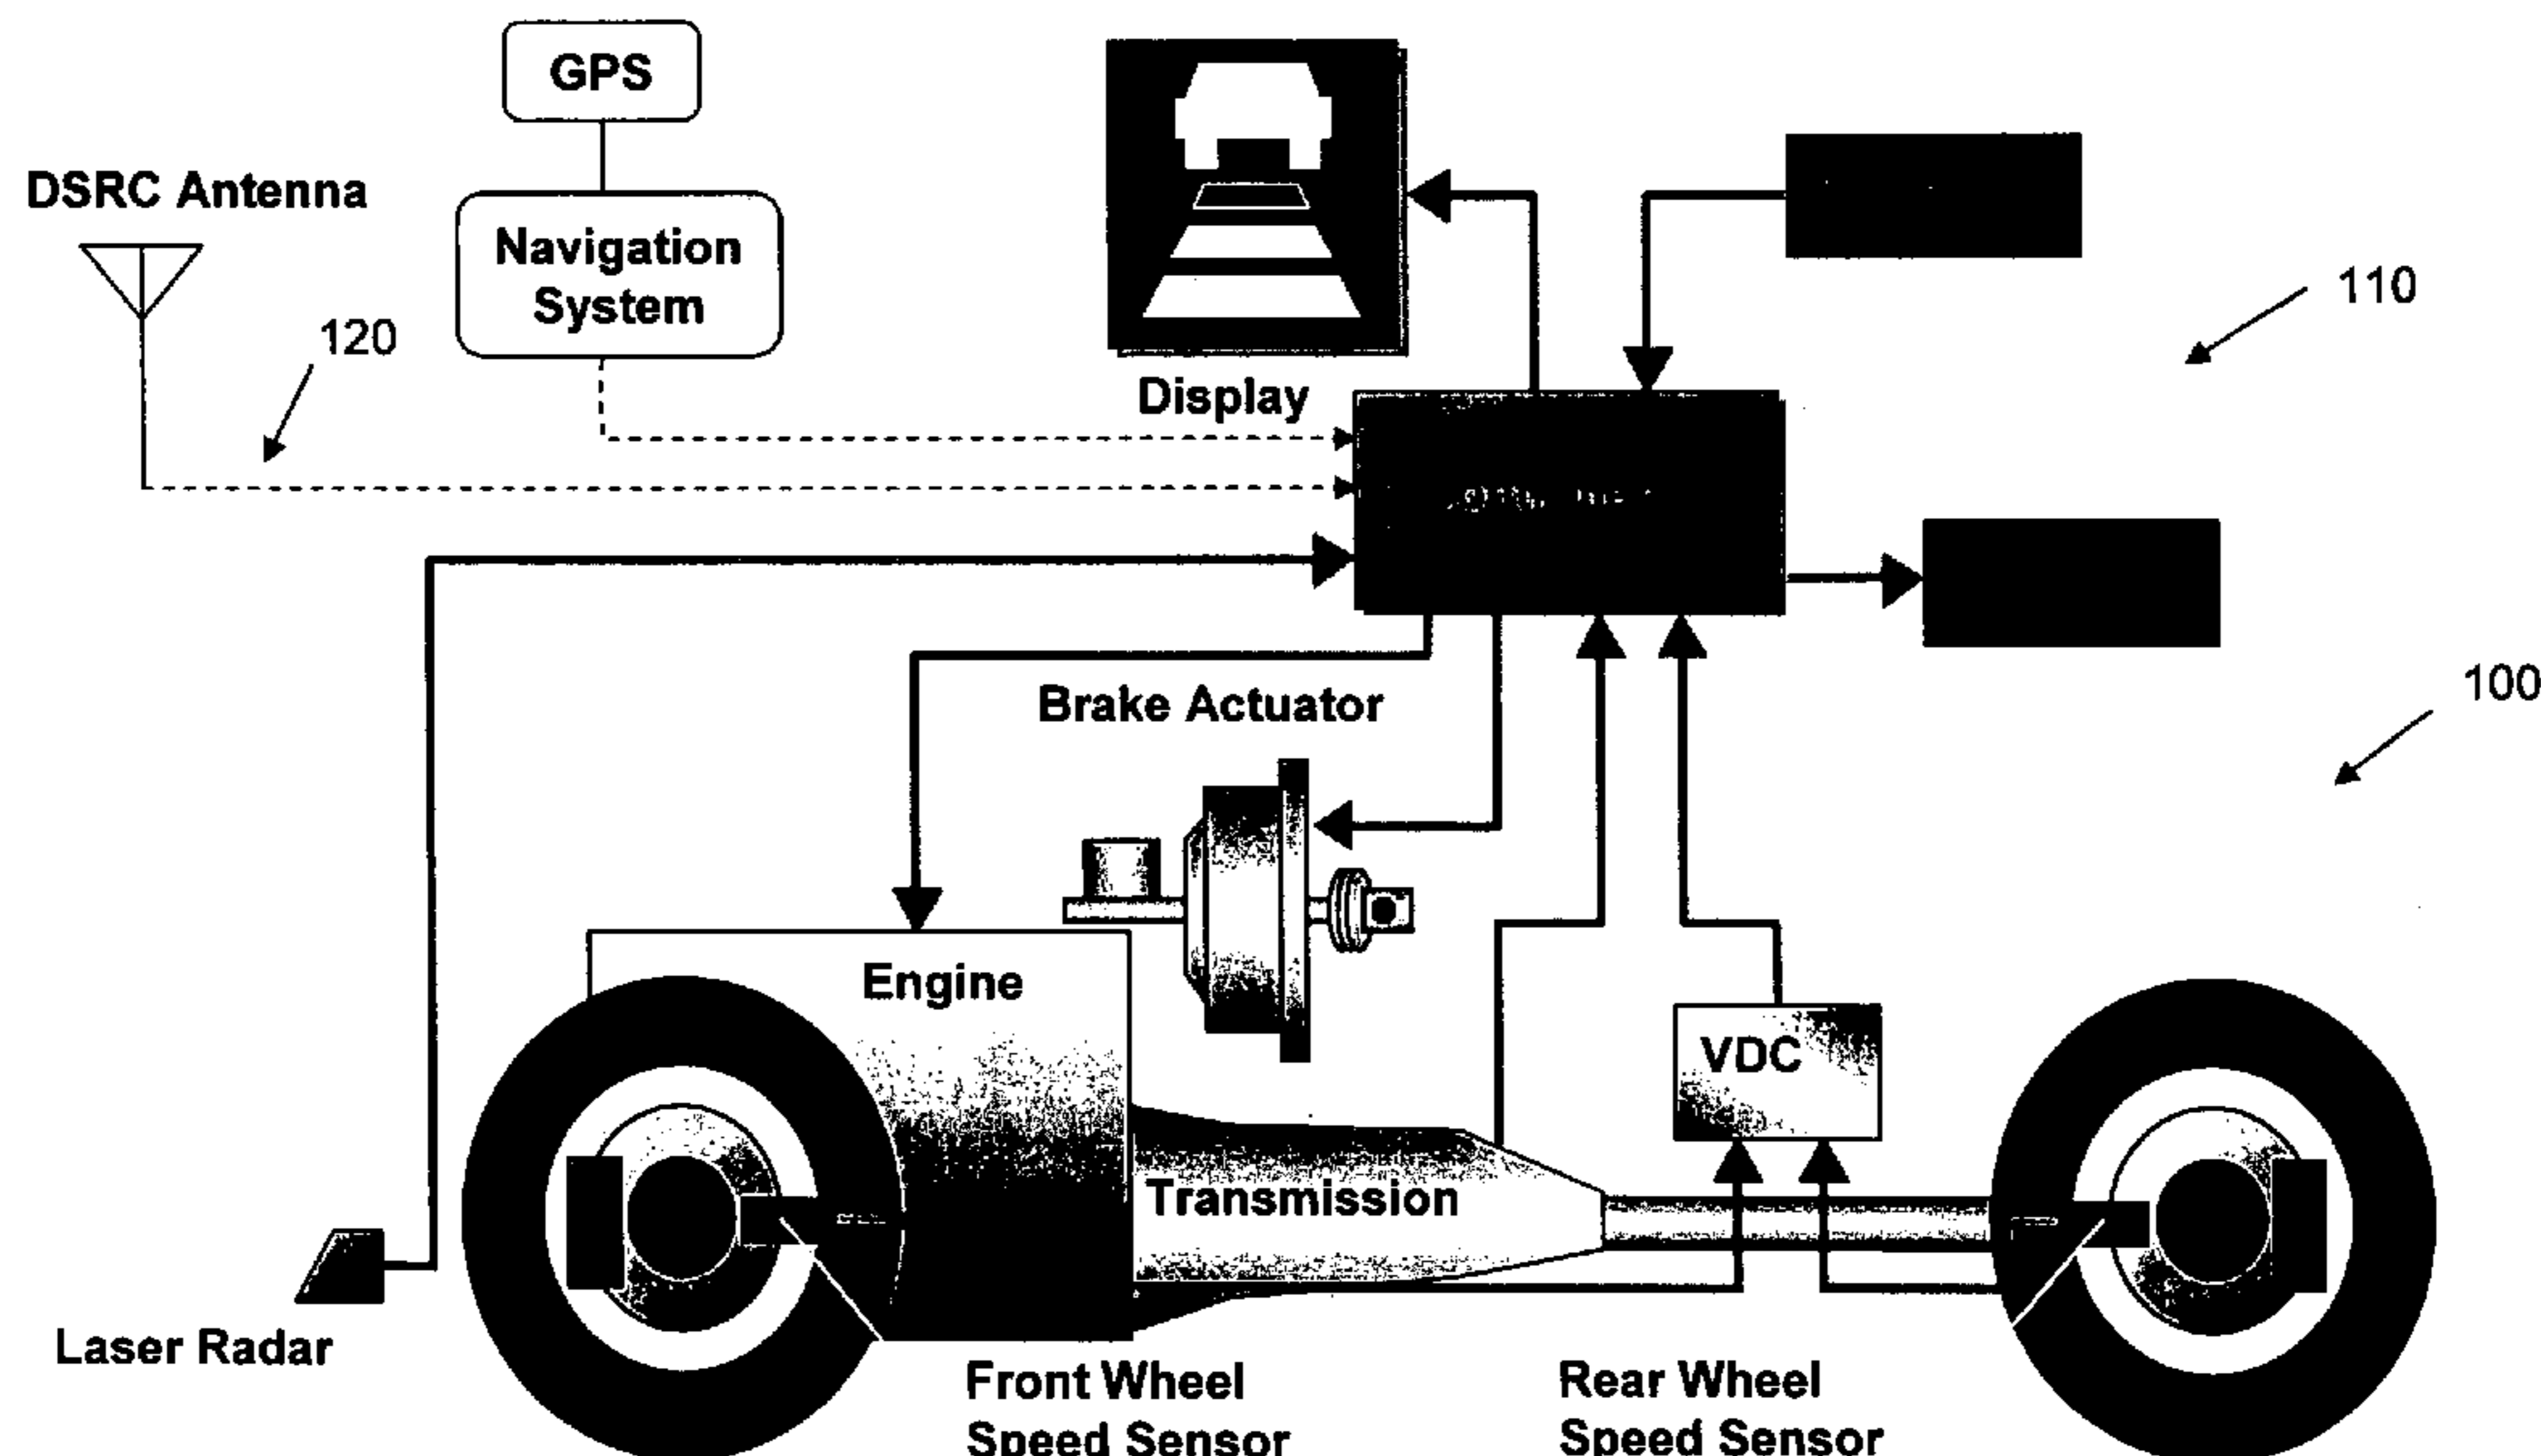 GPS
DSRC Antenna
Navigation
System
120
110
Display
100
Brake Actuator
Engine
VDC
Transmission
Laser Radar
Front Wheel
Speed Sensor
Rear Wheel
Speed Sensor